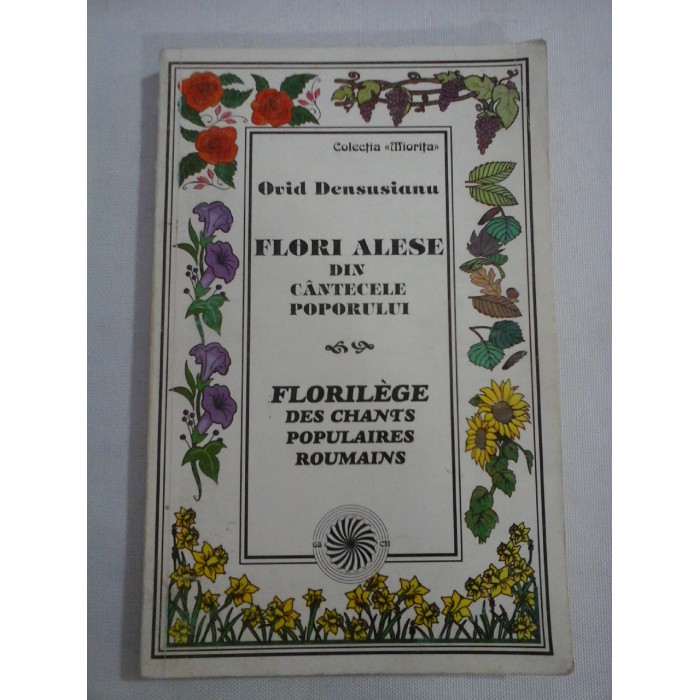 Colecția «Miorița»
Ovid Densusianu
FLORI ALESE
DIN
CÂNTECELE
POPORULUI
FLORILÈGE
DES CHANTS
POPULAIRES
ROUMAINS